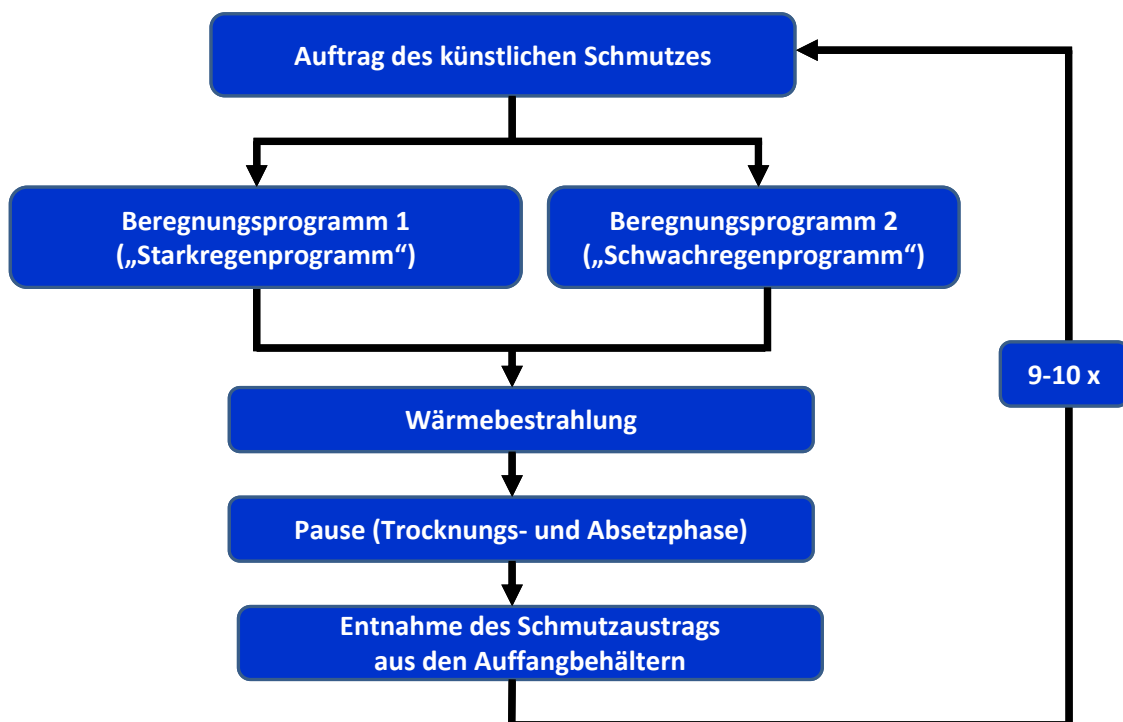 Auftrag des künstlichen Schmutzes
Beregnungsprogramm 1
(„Starkregenprogramm“)
Beregnungsprogramm 2
(„Schwachregenprogramm“)
9-10 x
Wärmebestrahlung
Pause (Trocknungs- und Absetzphase)
Entnahme des Schmutzaustrags
aus den Auffangbehältern